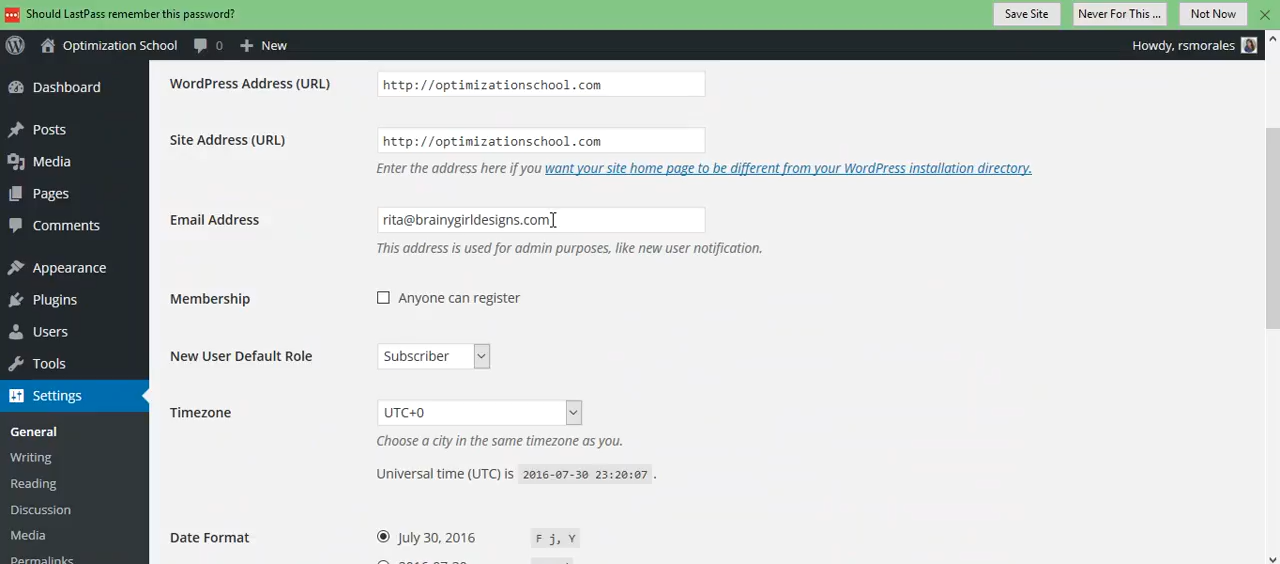 Should LastPass remember this password? Save Site Never For This ... Not Now
Optimization School 0 New Howdy, rsmorales
Dashboard
Posts
Media
Pages
Comments
Appearance
Plugins
Users
Tools
Settings
General
Writing
Reading
Discussion
Media
Permalinks
WordPress Address (URL) http://optimizationschool.com
Site Address (URL) http://optimizationschool.com
Enter the address here if you want your site home page to be different from your WordPress installation directory.
Email Address rita@brainygirldesigns.com
This address is used for admin purposes, like new user notification.
Membership Anyone can register
New User Default Role Subscriber
Timezone UTC+0
Choose a city in the same timezone as you.
Universal time (UTC) is 2016-07-30 23:20:07 .
Date Format July 30, 2016 F j, Y